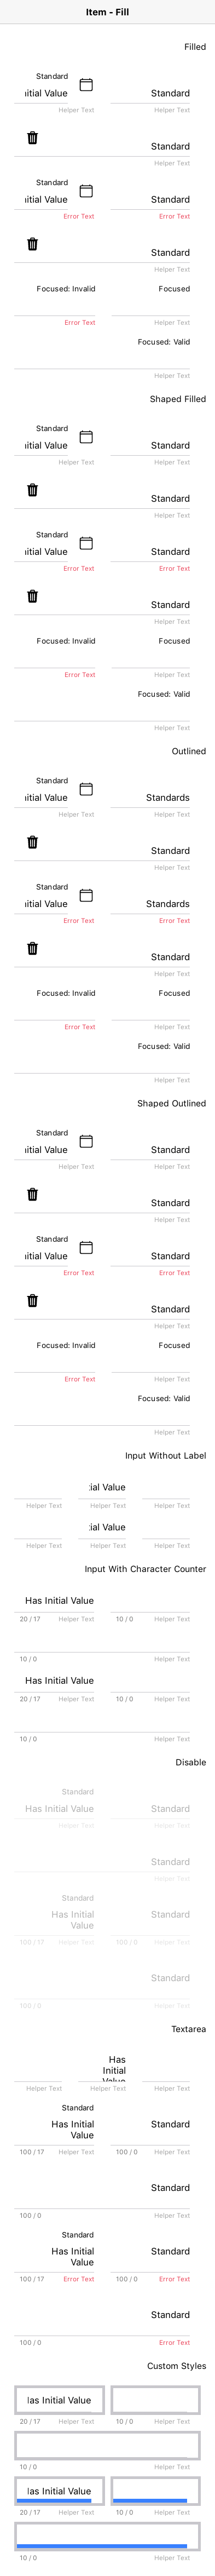 Item - Fill
Filled
Standard
Initial Value Standard
Helper Text Helper Text
Standard
Helper Text
Standard
Initial Value Standard
Error Text Error Text
Standard
Helper Text
Focused: Invalid Focused
Error Text Helper Text
Focused: Valid
Helper Text
Shaped Filled
Standard
Initial Value Standard
Helper Text Helper Text
Standard
Helper Text
Standard
Initial Value Standard
Error Text Error Text
Standard
Helper Text
Focused: Invalid Focused
Error Text Helper Text
Focused: Valid
Helper Text
Outlined
Standard
Initial Value Standards
Helper Text Helper Text
Standard
Helper Text
Standard
Initial Value Standards
Error Text Error Text
Standard
Helper Text
Focused: Invalid Focused
Error Text Helper Text
Focused: Valid
Helper Text
Shaped Outlined
Standard
Initial Value Standard
Helper Text Helper Text
Standard
Helper Text
Standard
Initial Value Standard
Error Text Error Text
Standard
Helper Text
Focused: Invalid Focused
Error Text Helper Text
Focused: Valid
Helper Text
Input Without Label
tial Value
Helper Text Helper Text Helper Text
tial Value
Helper Text Helper Text Helper Text
Input With Character Counter
Has Initial Value
20 / 17 Helper Text 10 / 0 Helper Text
10 / 0 Helper Text
Has Initial Value
20 / 17 Helper Text 10 / 0 Helper Text
10 / 0 Helper Text
Disable
Standard
Has Initial Value Standard
Helper Text Helper Text
Standard
Helper Text
Standard
Has Initial Standard
Value
100 / 17 Helper Text 100 / 0 Helper Text
Standard
100 / 0 Helper Text
Textarea
Has
Initial
Value
Helper Text Helper Text Helper Text
Standard
Has Initial Standard
Value
100 / 17 Helper Text 100 / 0 Helper Text
Standard
100 / 0 Helper Text
Standard
Has Initial Standard
Value
100 / 17 Error Text 100 / 0 Error Text
Standard
100 / 0 Error Text
Custom Styles
Has Initial Value
20 / 17 Helper Text 10 / 0 Helper Text
10 / 0 Helper Text
Has Initial Value
20 / 17 Helper Text 10 / 0 Helper Text
10 / 0 Helper Text